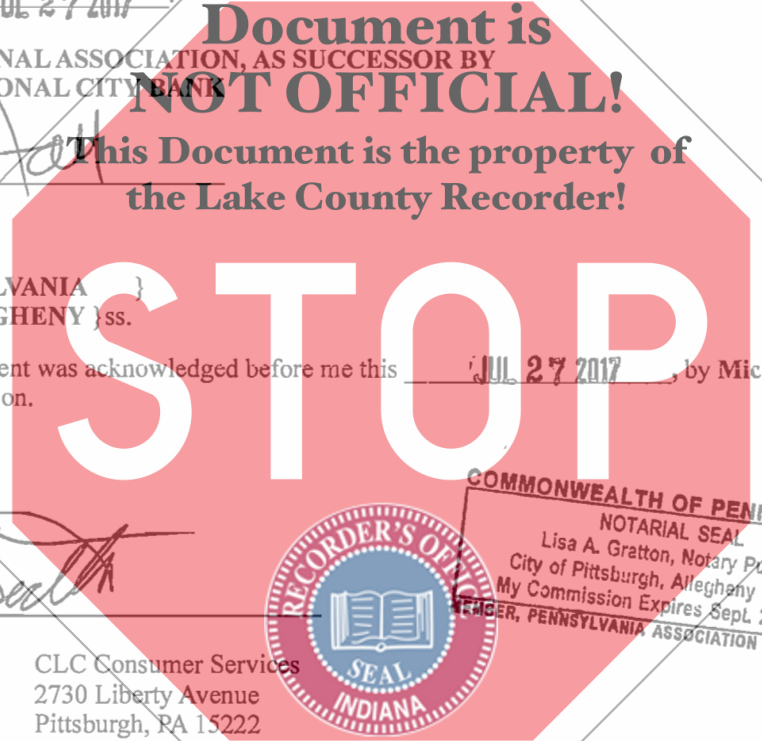 JUL 27 2017
Document is
NAL ASSOCIATION, AS SUCCESSOR BY
ONAL CITY BANK
NOT OFFICIAL!
This Document is the property of
the Lake County Recorder!
STOP
LVANIA }
GHENY }ss.
ent was acknowledged before me this JUL 27 2017, by Mic
on.
COMMONWEALTH OF PEN
NOTARIAL SEAL
Lisa A. Gratton, Notary Pu
City of Pittsburgh, Allegheny
My Commission Expires Sept. 2
MEMBER, PENNSYLVANIA ASSOCIATION
RECORDER'S OFFICE
SEAL
INDIANA
CLC Consumer Services
2730 Liberty Avenue
Pittsburgh, PA 15222